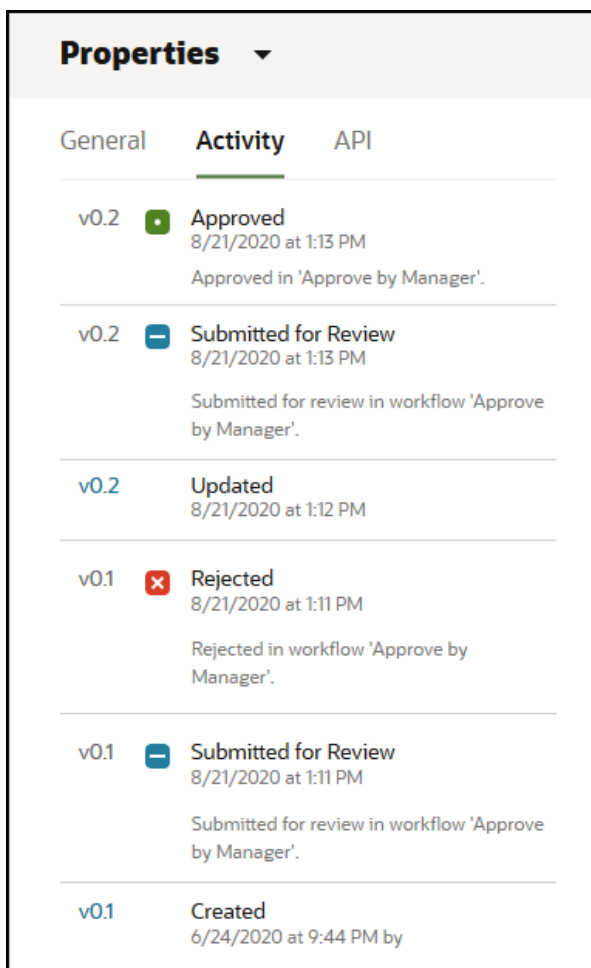 Properties
General Activity API
v0.2 Approved
8/21/2020 at 1:13 PM
Approved in 'Approve by Manager'.
v0.2 Submitted for Review
8/21/2020 at 1:13 PM
Submitted for review in workflow 'Approve
by Manager'.
v0.2 Updated
8/21/2020 at 1:12 PM
v0.1 Rejected
8/21/2020 at 1:11 PM
Rejected in workflow 'Approve by
Manager'.
v0.1 Submitted for Review
8/21/2020 at 1:11 PM
Submitted for review in workflow 'Approve
by Manager'.
v0.1 Created
6/24/2020 at 9:44 PM by